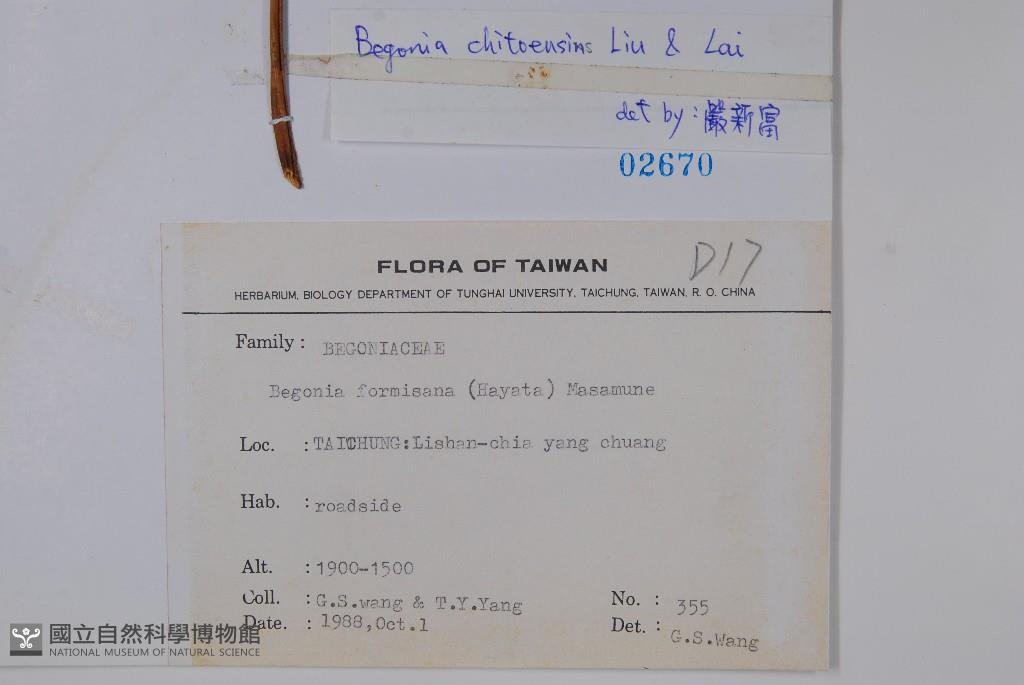 Begonia chitoensins Liu & Lai
det by: 嚴新富
02670
D17
FLORA OF TAIWAN
HERBARIUM, BIOLOGY DEPARTMENT OF TUNGHAI UNIVERSITY, TAICHUNG, TAIWAN, R. O. CHINA
Family : BEGONIACEAE
Begonia formisana (Hayata) Masamune
Loc. : TAICHUNG:Lishan-chia yang chuang
Hab. : roadside
Alt. : 1900-1500
Coll. : G.S.wang & T.Y.Yang No. : 355
Date. : 1988,Oct.1 Det. : G.S.Wang
國立自然科學博物館
NATIONAL MUSEUM OF NATURAL SCIENCE